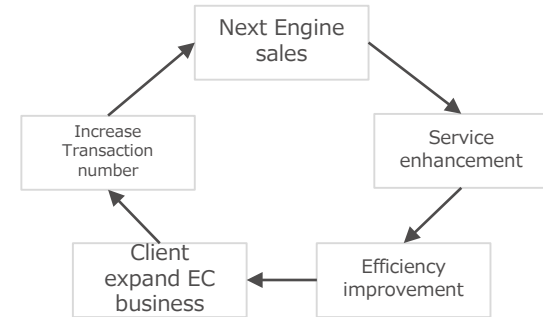 Next Engine
sales
Service
enhancement
Efficiency
improvement
Client
expand EC
business
Increase
Transaction
number